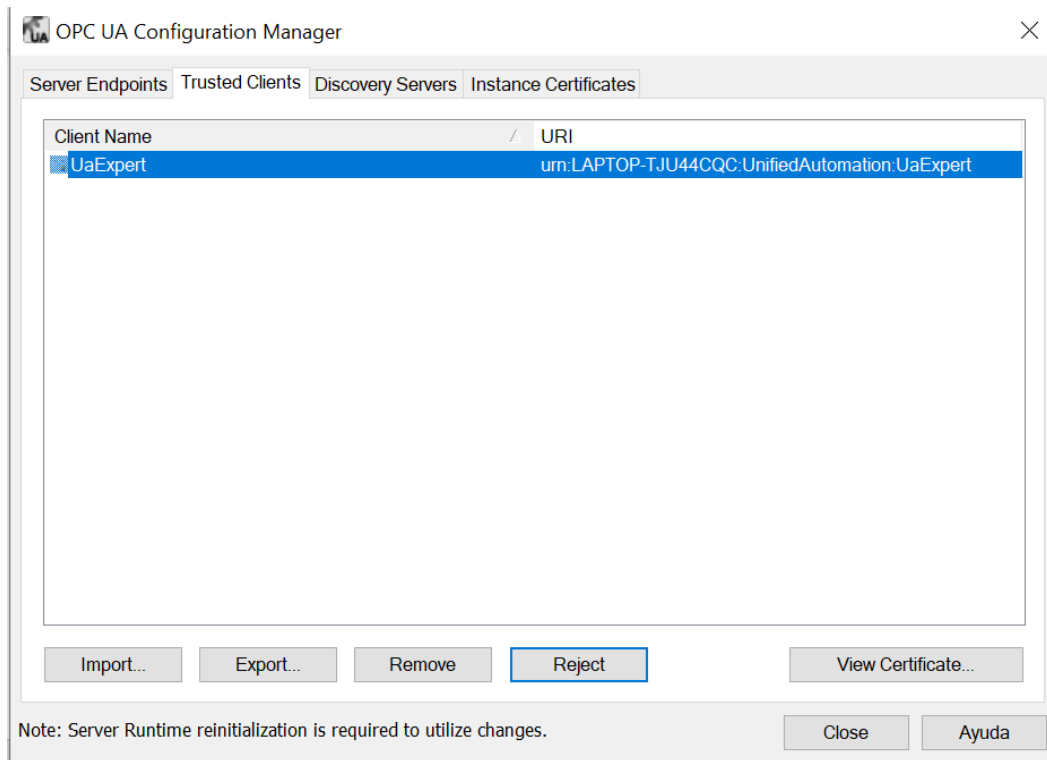 UA OPC UA Configuration Manager
Server Endpoints Trusted Clients Discovery Servers Instance Certificates
Client Name URI
UaExpert urn:LAPTOP-TJU44CQC:UnifiedAutomation:UaExpert
Import... Export... Remove Reject View Certificate...
Note: Server Runtime reinitialization is required to utilize changes. Close Ayuda